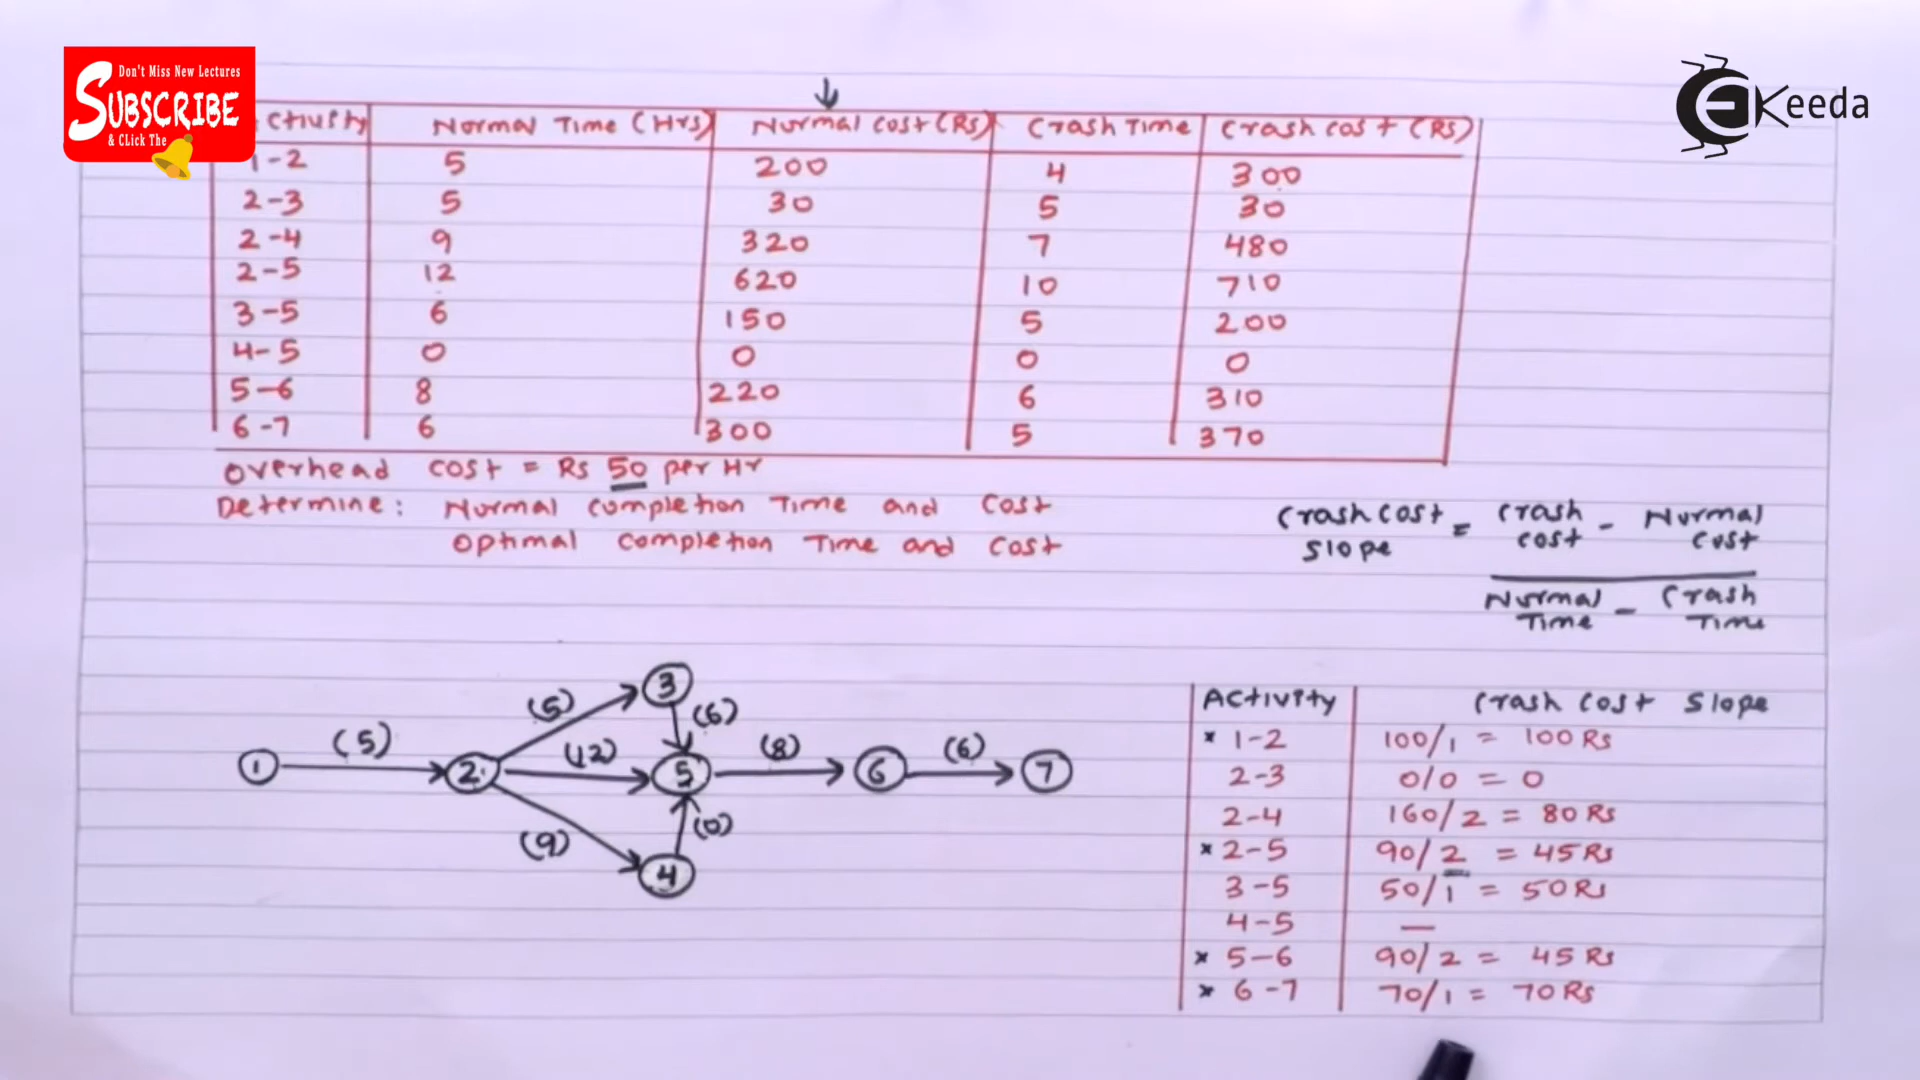 Don't Miss New Lectures
SUBSCRIBE
& CLick The
Keeda
ctivity Normal Time (Hrs) Normal cost (Rs) Crash Time Crash cost (Rs)
1-2 5 200 4 300
2-3 5 30 5 30
2-4 9 320 7 480
2-5 12 620 10 710
3-5 6 150 5 200
4-5 0 0 0 0
5-6 8 220 6 310
6-7 6 300 5 370
Overhead cost = Rs 50 per Hr
Determine: Normal completion Time and Cost
Optimal completion Time and Cost
Crash cost slope = Crash cost - Normal cost
Normal Time - Crash Time
1 (5) 2 (5) 3 (6) (12) 5 (8) 6 (6) 7
(9) 4 (0)
Activity Crash Cost Slope
* 1-2 100/1 = 100 Rs
2-3 0/0 = 0
2-4 160/2 = 80 Rs
* 2-5 90/2 = 45 Rs
3-5 50/1 = 50 Rs
4-5 —
* 5-6 90/2 = 45 Rs
* 6-7 70/1 = 70 Rs